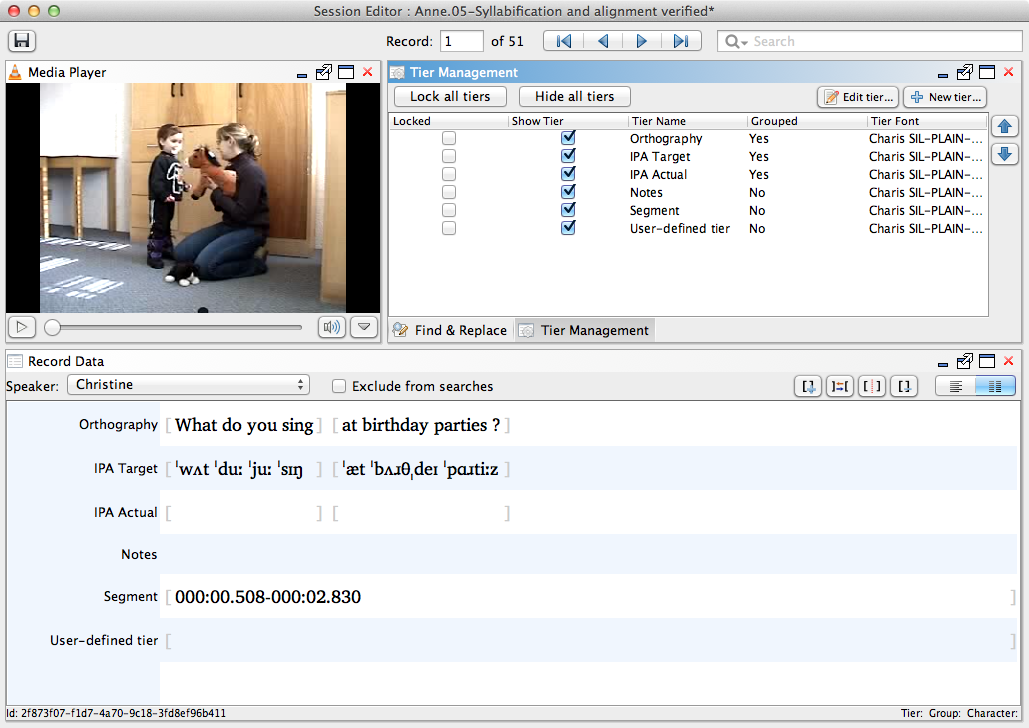 Session Editor : Anne.05-Syllabification and alignment verified*
Record: 1 of 51 Search
Media Player
Tier Management
Lock all tiers Hide all tiers Edit tier... New tier...
Locked Show Tier Tier Name Grouped Tier Font
Orthography Yes Charis SIL-PLAIN-...
IPA Target Yes Charis SIL-PLAIN-...
IPA Actual Yes Charis SIL-PLAIN-...
Notes No Charis SIL-PLAIN-...
Segment No Charis SIL-PLAIN-...
User-defined tier No Charis SIL-PLAIN-...
Find & Replace Tier Management
Record Data
Speaker: Christine Exclude from searches
Orthography [ What do you sing ] [ at birthday parties ? ]
IPA Target [ ˈwʌt ˈduː ˈjuː ˈsɪŋ ] [ ˈæt ˈbʌɹθˌdeɪ ˈpɑɹtiːz ]
IPA Actual [ ] [ ]
Notes
Segment [ 000:00.508-000:02.830 ]
User-defined tier [ ]
Id: 2f873f07-f1d7-4a70-9c18-3fd8ef96b411 Tier: Group: Character: